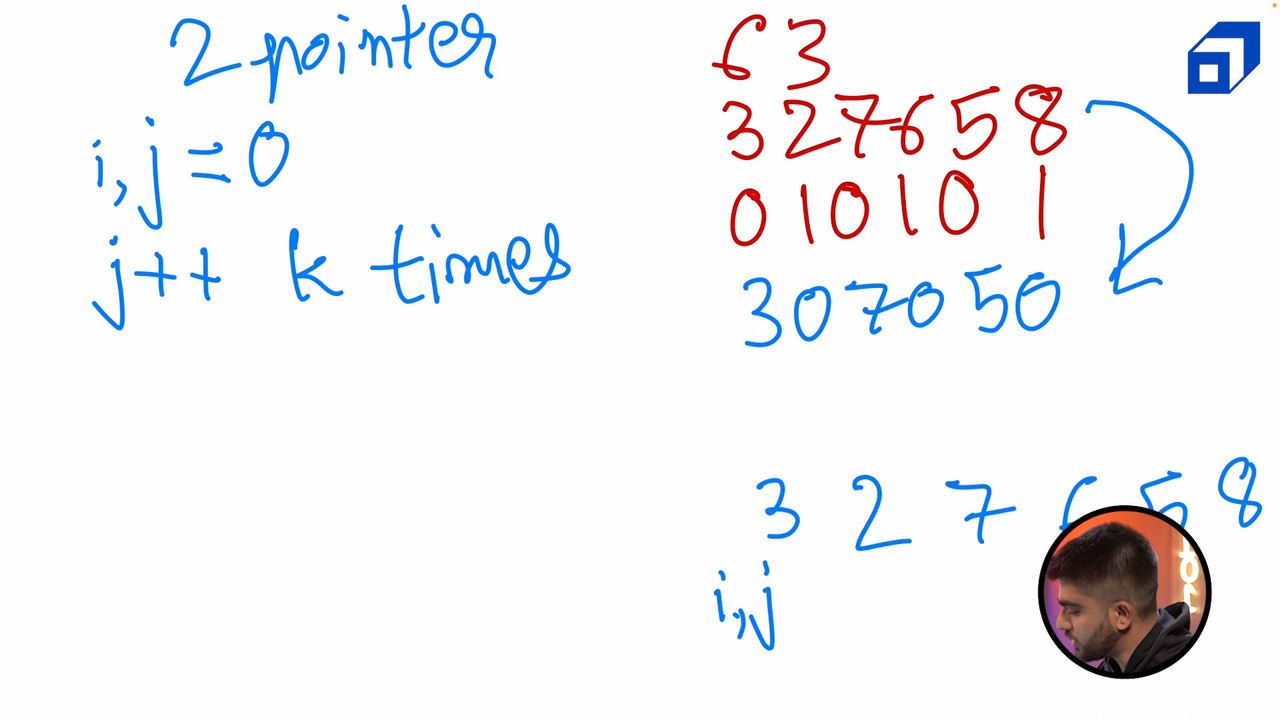 2 pointer
i, j = 0
j++ k times
6 3
3 2 7 6 5 8
0 1 0 1 0 1
3 0 7 0 5 0
3 2 7 6 5 8
i, j